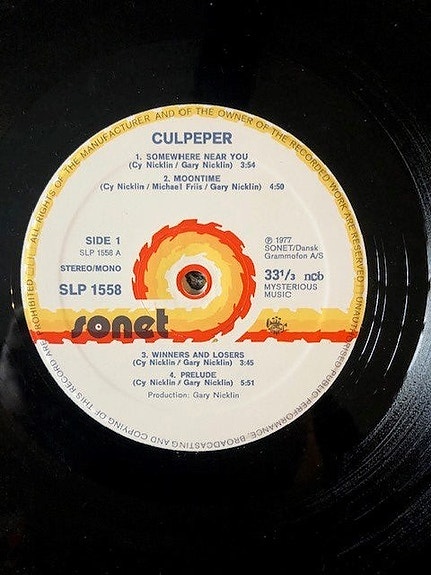 ALL RIGHTS OF THE MANUFACTURER AND OF THE OWNER OF THE RECORDED WORK ARE RESERVED
UNAUTHORISED PUBLIC PERFORMANCE, BROADCASTING AND COPYING OF THIS RECORD ARE PROHIBITED
CULPEPER
1. SOMEWHERE NEAR YOU
(Cy Nicklin / Gary Nicklin) 3:54
2. MOONTIME
(Cy Nicklin / Michael Friis / Gary Nicklin) 4:50
SIDE 1
SLP 1558 A
STEREO/MONO
SLP 1558
℗ 1977
SONET/Dansk
Grammofon A/S
33⅓ ncb
MYSTERIOUS
MUSIC
sonet
3. WINNERS AND LOSERS
(Cy Nicklin / Gary Nicklin) 3:45
4. PRELUDE
(Cy Nicklin / Gary Nicklin) 5:51
Production: Gary Nicklin